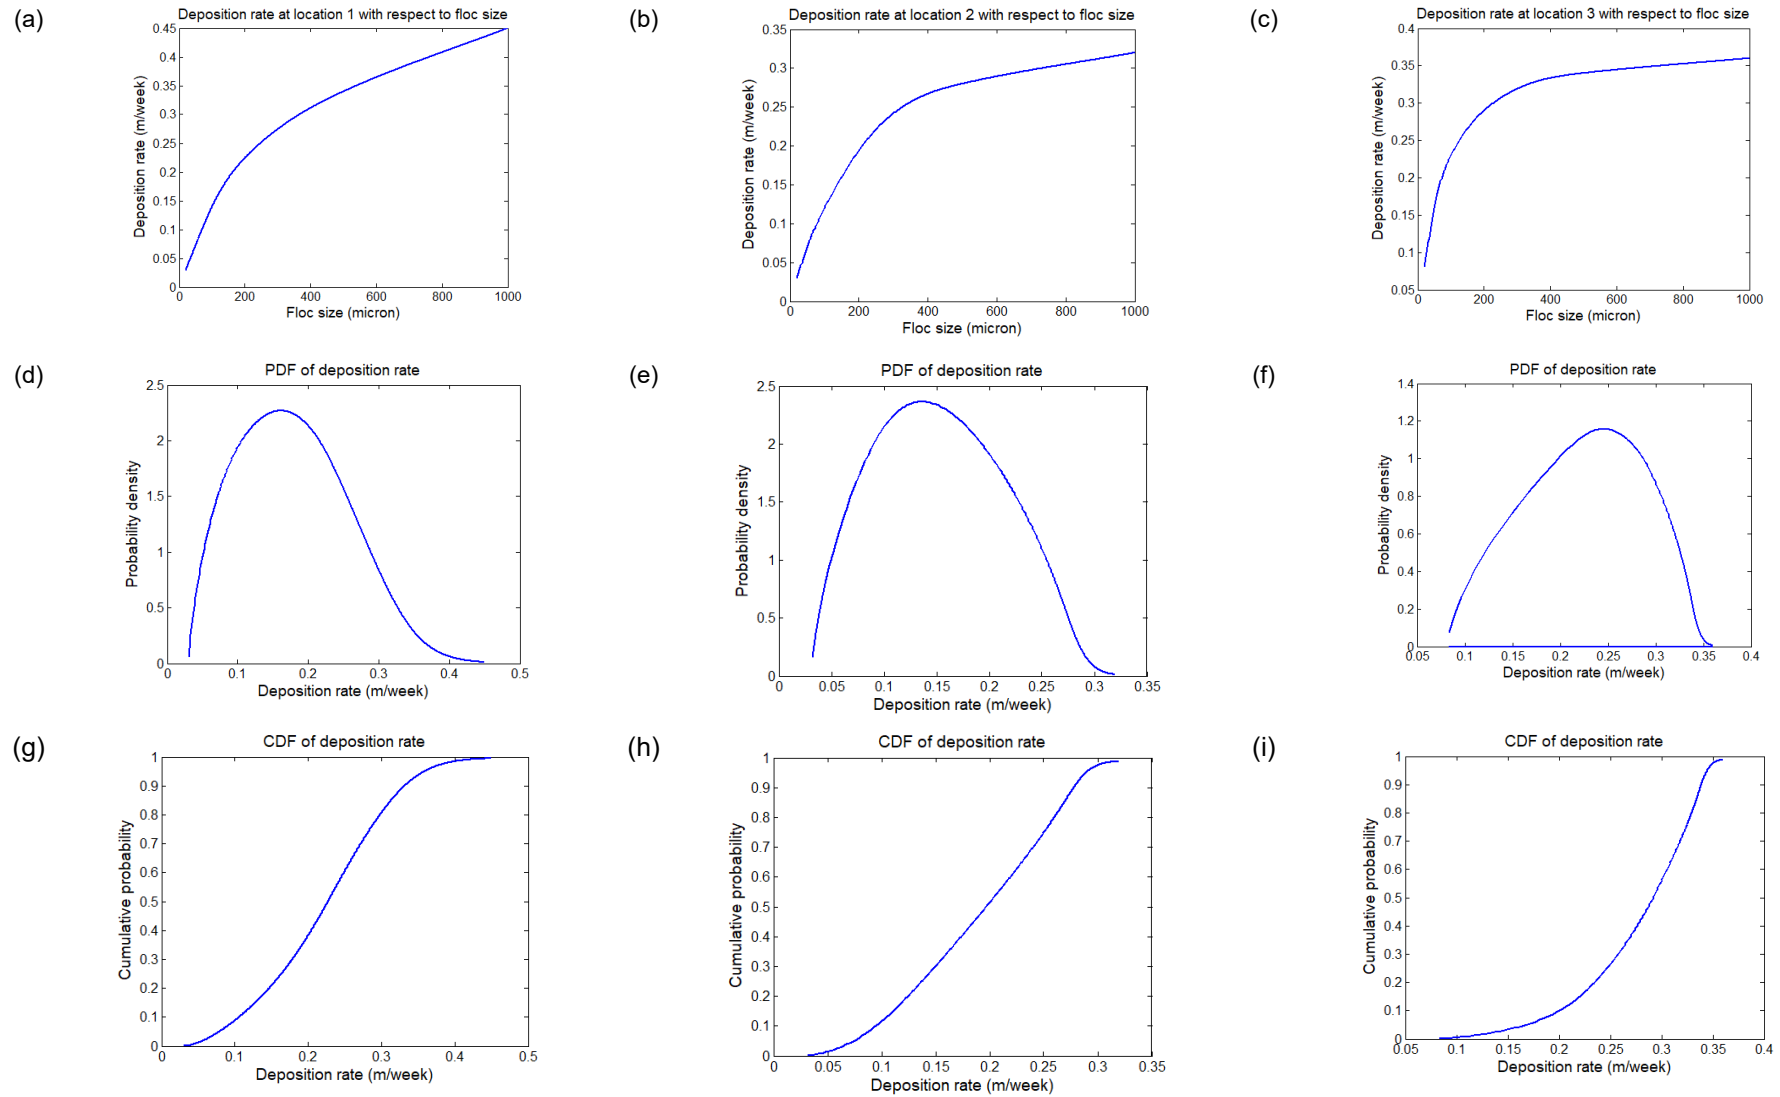 (a)
Deposition rate at location 1 with respect to floc size
0.45
0.4
0.35
0.3
0.25
0.2
0.15
0.1
0.05
0
Deposition rate (m/week)
0 200 400 600 800 1000
Floc size (micron)
(b)
Deposition rate at location 2 with respect to floc size
0.35
0.3
0.25
0.2
0.15
0.1
0.05
0
Deposition rate (m/week)
0 200 400 600 800 1000
Floc size (micron)
(c)
Deposition rate at location 3 with respect to floc size
0.4
0.35
0.3
0.25
0.2
0.15
0.1
0.05
Deposition rate (m/week)
0 200 400 600 800 1000
Floc size (micron)
(d)
PDF of deposition rate
2.5
2
1.5
1
0.5
0
Probability density
0 0.1 0.2 0.3 0.4 0.5
Deposition rate (m/week)
(e)
PDF of deposition rate
2.5
2
1.5
1
0.5
0
Probability density
0 0.05 0.1 0.15 0.2 0.25 0.3 0.35
Deposition rate (m/week)
(f)
PDF of deposition rate
1.4
1.2
1
0.8
0.6
0.4
0.2
0
Probability density
0.05 0.1 0.15 0.2 0.25 0.3 0.35 0.4
Deposition rate (m/week)
(g)
CDF of deposition rate
1
0.9
0.8
0.7
0.6
0.5
0.4
0.3
0.2
0.1
0
Cumulative probability
0 0.1 0.2 0.3 0.4 0.5
Deposition rate (m/week)
(h)
CDF of deposition rate
1
0.9
0.8
0.7
0.6
0.5
0.4
0.3
0.2
0.1
0
Cumulative probability
0 0.05 0.1 0.15 0.2 0.25 0.3 0.35
Deposition rate (m/week)
(i)
CDF of deposition rate
1
0.9
0.8
0.7
0.6
0.5
0.4
0.3
0.2
0.1
0
Cumulative probability
0.05 0.1 0.15 0.2 0.25 0.3 0.35 0.4
Deposition rate (m/week)